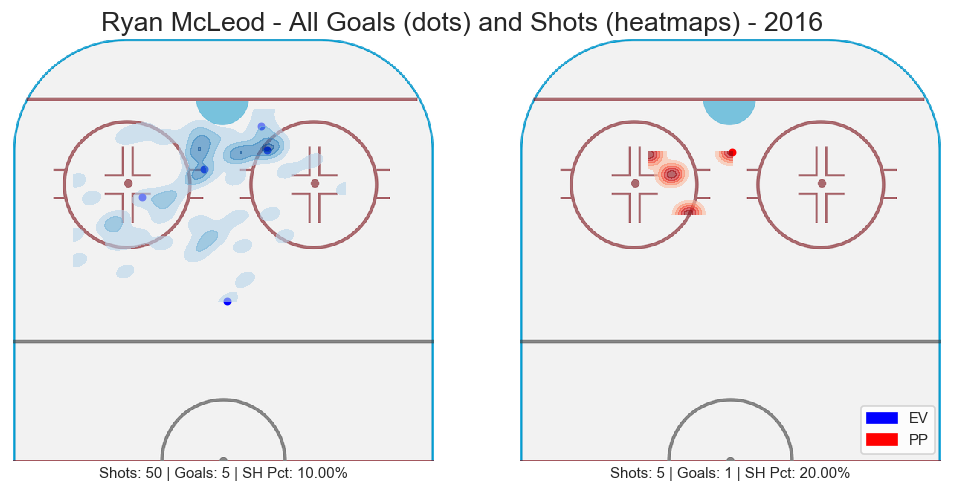 Ryan McLeod - All Goals (dots) and Shots (heatmaps) - 2016
EV
PP
Shots: 50 | Goals: 5 | SH Pct: 10.00%
Shots: 5 | Goals: 1 | SH Pct: 20.00%